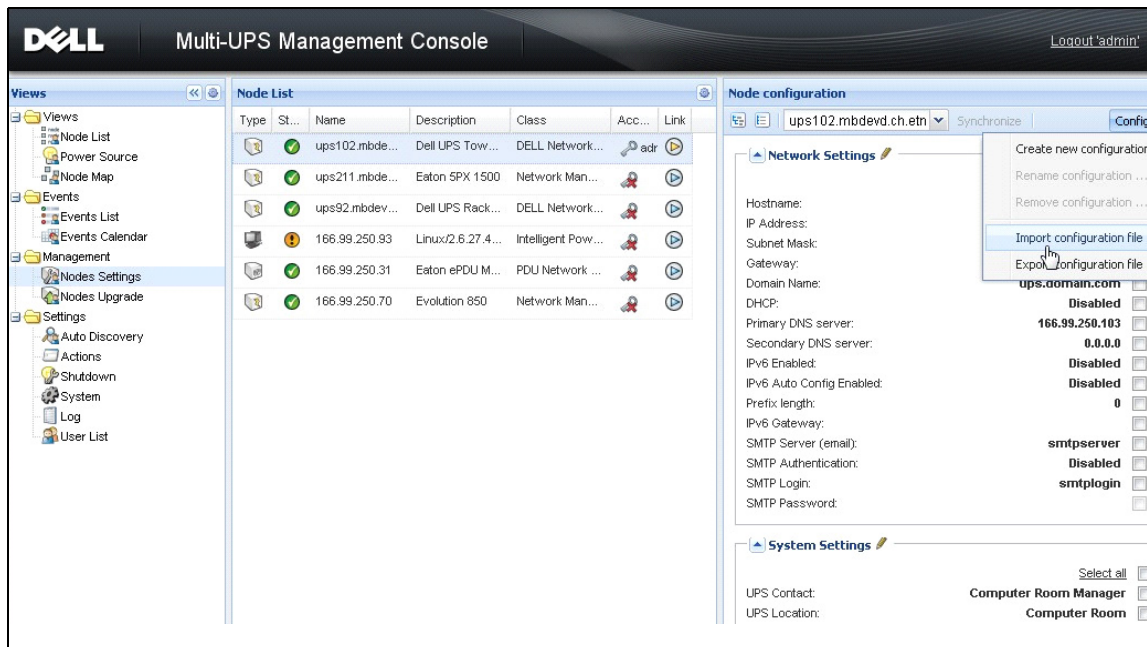 DELL Multi-UPS Management Console Logout 'admin'
Views
Views
Node List
Power Source
Node Map
Events
Events List
Events Calendar
Management
Nodes Settings
Nodes Upgrade
Settings
Auto Discovery
Actions
Shutdown
System
Log
User List
Node List
Type St... Name Description Class Acc... Link
ups102.mbde... Dell UPS Tow... DELL Network... adr
ups211.mbde... Eaton 5PX 1500 Network Man...
ups92.mbdev... Dell UPS Rack... DELL Network...
166.99.250.93 Linux/2.6.27.4... Intelligent Pow...
166.99.250.31 Eaton ePDU M... PDU Network ...
166.99.250.70 Evolution 850 Network Man...
Node configuration
ups102.mbdevd.ch.etn Synchronize Config
Create new configuration
Rename configuration ...
Remove configuration ...
Import configuration file
Export configuration file
Network Settings
Hostname:
IP Address:
Subnet Mask:
Gateway:
Domain Name: ups.domain.com
DHCP: Disabled
Primary DNS server: 166.99.250.103
Secondary DNS server: 0.0.0.0
IPv6 Enabled: Disabled
IPv6 Auto Config Enabled: Disabled
Prefix length: 0
IPv6 Gateway:
SMTP Server (email): smtpserver
SMTP Authentication: Disabled
SMTP Login: smtplogin
SMTP Password:
System Settings
Select all
UPS Contact: Computer Room Manager
UPS Location: Computer Room